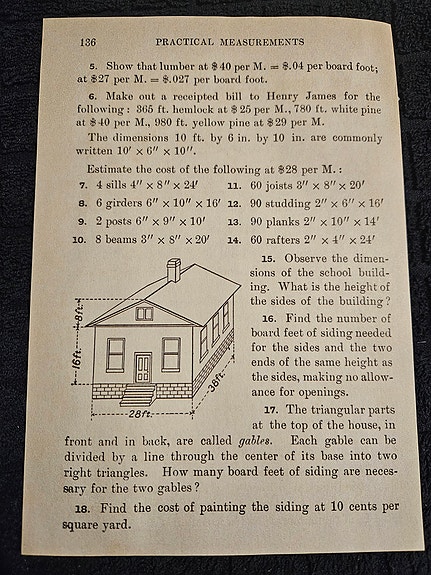 136 PRACTICAL MEASUREMENTS
5. Show that lumber at $40 per M. = $.04 per board foot;
at $27 per M. = $.027 per board foot.
6. Make out a receipted bill to Henry James for the
following: 365 ft. hemlock at $25 per M., 780 ft. white pine
at $40 per M., 980 ft. yellow pine at $29 per M.
The dimensions 10 ft. by 6 in. by 10 in. are commonly
written 10′ × 6″ × 10″.
Estimate the cost of the following at $28 per M.:
7. 4 sills 4″ × 8″ × 24′ 11. 60 joists 3″ × 8″ × 20′
8. 6 girders 6″ × 10″ × 16′ 12. 90 studding 2″ × 6″ × 16′
9. 2 posts 6″ × 9″ × 10′ 13. 90 planks 2″ × 10″ × 14′
10. 8 beams 3″ × 8″ × 20′ 14. 60 rafters 2″ × 4″ × 24′
15. Observe the dimen-
sions of the school build-
ing. What is the height of
the sides of the building?
16. Find the number of
board feet of siding needed
for the sides and the two
ends of the same height as
the sides, making no allow-
ance for openings.
8ft.
16ft.
28ft.
38ft.
17. The triangular parts
at the top of the house, in
front and in back, are called gables. Each gable can be
divided by a line through the center of its base into two
right triangles. How many board feet of siding are neces-
sary for the two gables?
18. Find the cost of painting the siding at 10 cents per
square yard.